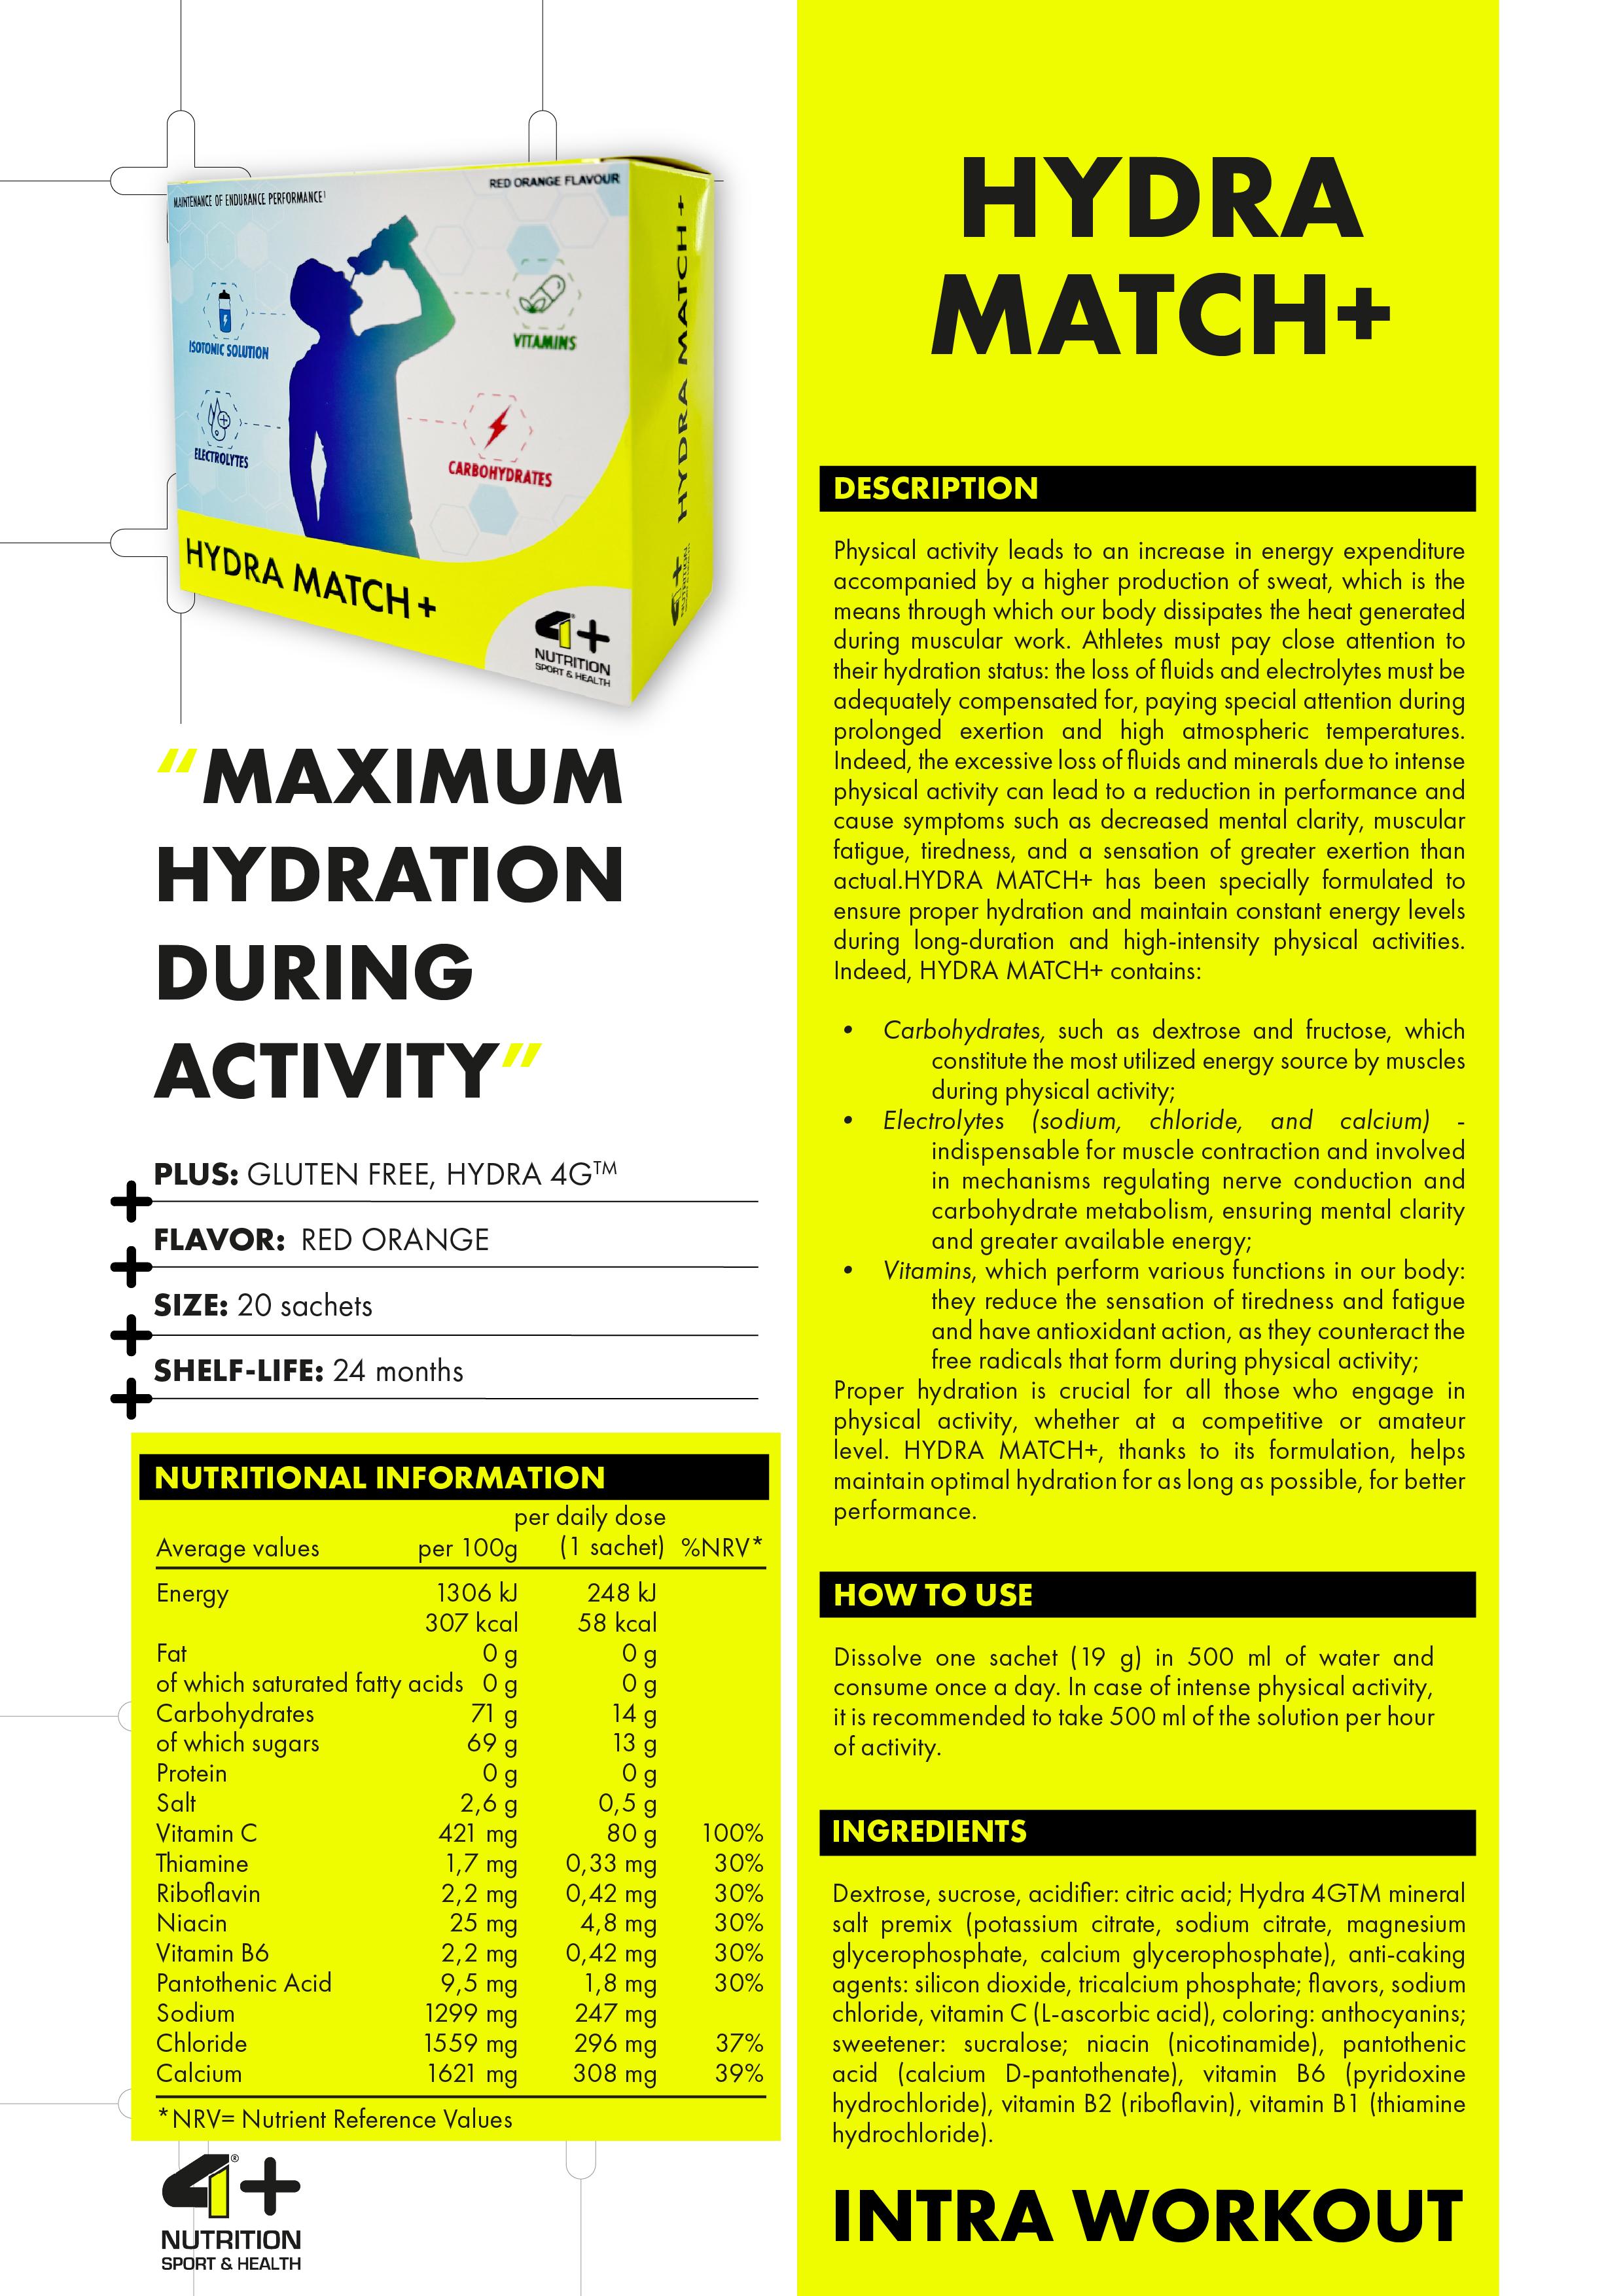 MAINTENANCE OF ENDURANCE PERFORMANCE¹
RED ORANGE FLAVOUR
ISOTONIC SOLUTION
VITAMINS
ELECTROLYTES
CARBOHYDRATES
HYDRA MATCH +
4+
NUTRITION
SPORT & HEALTH
HYDRA MATCH +
4+
NUTRITION
"MAXIMUM
HYDRATION
DURING
ACTIVITY"
PLUS: GLUTEN FREE, HYDRA 4G™
FLAVOR: RED ORANGE
SIZE: 20 sachets
SHELF-LIFE: 24 months
NUTRITIONAL INFORMATION
per daily dose
Average values per 100g (1 sachet) %NRV*
Energy 1306 kJ 248 kJ
307 kcal 58 kcal
Fat 0 g 0 g
of which saturated fatty acids 0 g 0 g
Carbohydrates 71 g 14 g
of which sugars 69 g 13 g
Protein 0 g 0 g
Salt 2,6 g 0,5 g
Vitamin C 421 mg 80 g 100%
Thiamine 1,7 mg 0,33 mg 30%
Riboflavin 2,2 mg 0,42 mg 30%
Niacin 25 mg 4,8 mg 30%
Vitamin B6 2,2 mg 0,42 mg 30%
Pantothenic Acid 9,5 mg 1,8 mg 30%
Sodium 1299 mg 247 mg
Chloride 1559 mg 296 mg 37%
Calcium 1621 mg 308 mg 39%
*NRV= Nutrient Reference Values
4+®
NUTRITION
SPORT & HEALTH
HYDRA
MATCH+
DESCRIPTION
Physical activity leads to an increase in energy expenditure
accompanied by a higher production of sweat, which is the
means through which our body dissipates the heat generated
during muscular work. Athletes must pay close attention to
their hydration status: the loss of fluids and electrolytes must be
adequately compensated for, paying special attention during
prolonged exertion and high atmospheric temperatures.
Indeed, the excessive loss of fluids and minerals due to intense
physical activity can lead to a reduction in performance and
cause symptoms such as decreased mental clarity, muscular
fatigue, tiredness, and a sensation of greater exertion than
actual.HYDRA MATCH+ has been specially formulated to
ensure proper hydration and maintain constant energy levels
during long-duration and high-intensity physical activities.
Indeed, HYDRA MATCH+ contains:
• Carbohydrates, such as dextrose and fructose, which
constitute the most utilized energy source by muscles
during physical activity;
• Electrolytes (sodium, chloride, and calcium) -
indispensable for muscle contraction and involved
in mechanisms regulating nerve conduction and
carbohydrate metabolism, ensuring mental clarity
and greater available energy;
• Vitamins, which perform various functions in our body:
they reduce the sensation of tiredness and fatigue
and have antioxidant action, as they counteract the
free radicals that form during physical activity;
Proper hydration is crucial for all those who engage in
physical activity, whether at a competitive or amateur
level. HYDRA MATCH+, thanks to its formulation, helps
maintain optimal hydration for as long as possible, for better
performance.
HOW TO USE
Dissolve one sachet (19 g) in 500 ml of water and
consume once a day. In case of intense physical activity,
it is recommended to take 500 ml of the solution per hour
of activity.
INGREDIENTS
Dextrose, sucrose, acidifier: citric acid; Hydra 4GTM mineral
salt premix (potassium citrate, sodium citrate, magnesium
glycerophosphate, calcium glycerophosphate), anti-caking
agents: silicon dioxide, tricalcium phosphate; flavors, sodium
chloride, vitamin C (L-ascorbic acid), coloring: anthocyanins;
sweetener: sucralose; niacin (nicotinamide), pantothenic
acid (calcium D-pantothenate), vitamin B6 (pyridoxine
hydrochloride), vitamin B2 (riboflavin), vitamin B1 (thiamine
hydrochloride).
INTRA WORKOUT